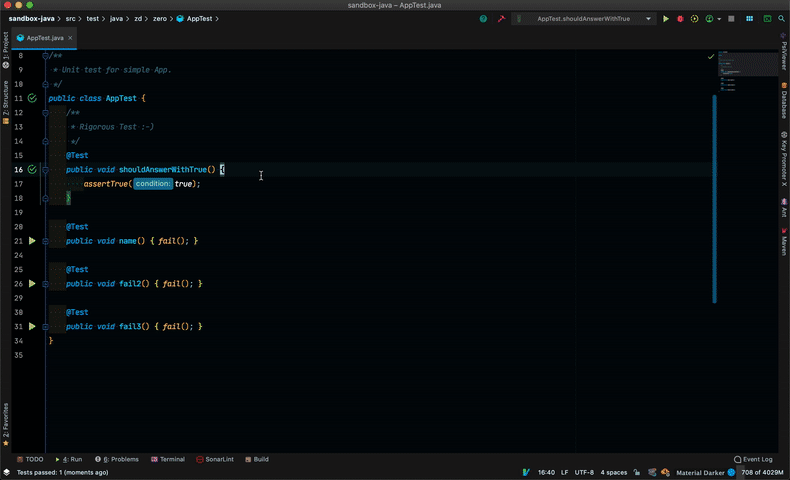 sandbox-java – AppTest.java
sandbox-java › src › test › java › zd › zero › AppTest ›
AppTest.shouldAnswerWithTrue
AppTest.java ×
8 /**
9 * Unit test for simple App.
10 */
11 public class AppTest {
12 /**
13 * Rigorous Test :-)
14 */
15 @Test
16 public void shouldAnswerWithTrue() {
17 assertTrue( condition: true);
18 }
19
20 @Test
21 public void name() { fail(); }
24
25 @Test
26 public void fail2() { fail(); }
29
30 @Test
31 public void fail3() { fail(); }
34 }
35
1: Project
7: Structure
2: Favorites
PsiViewer
Database
Key Promoter X
Ant
Maven
TODO 4: Run 6: Problems Terminal SonarLint Build Event Log
Tests passed: 1 (moments ago) 16:40 LF UTF-8 4 spaces Material Darker 708 of 4029M